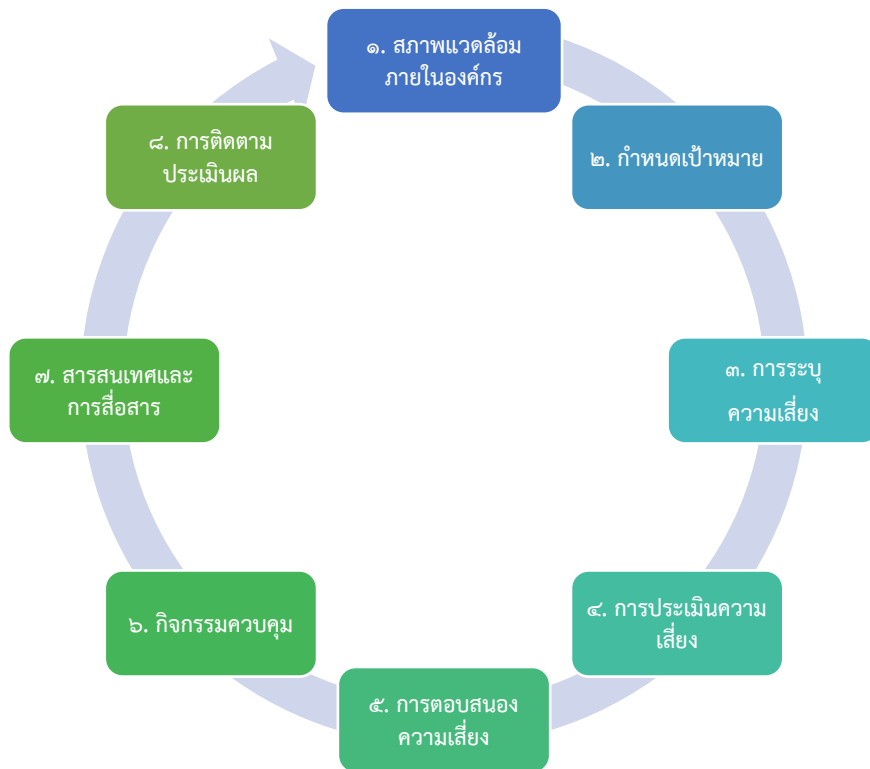 ๑. สภาพแวดล้อม
ภายในองค์กร
๒. กำหนดเป้าหมาย
๓. การระบุ
ความเสี่ยง
๔. การประเมินความ
เสี่ยง
๕. การตอบสนอง
ความเสี่ยง
๖. กิจกรรมควบคุม
๗. สารสนเทศและ
การสื่อสาร
๘. การติดตาม
ประเมินผล